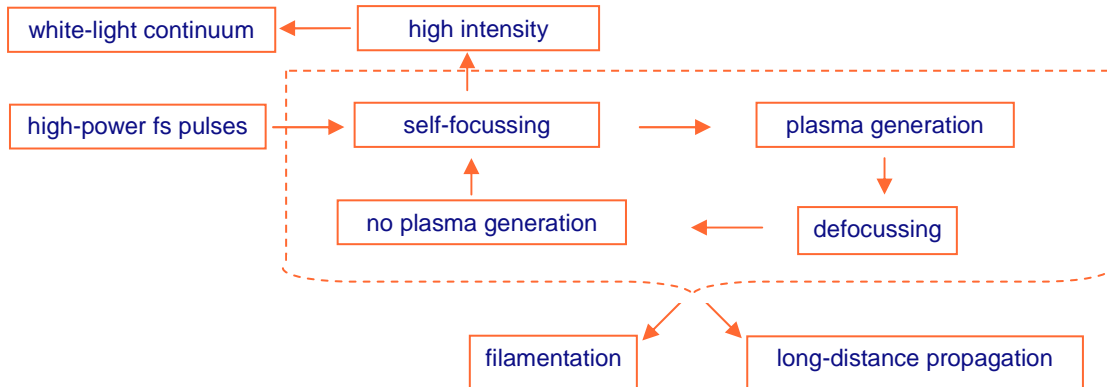 white-light continuum
high intensity
high-power fs pulses
self-focussing
plasma generation
no plasma generation
defocussing
filamentation
long-distance propagation